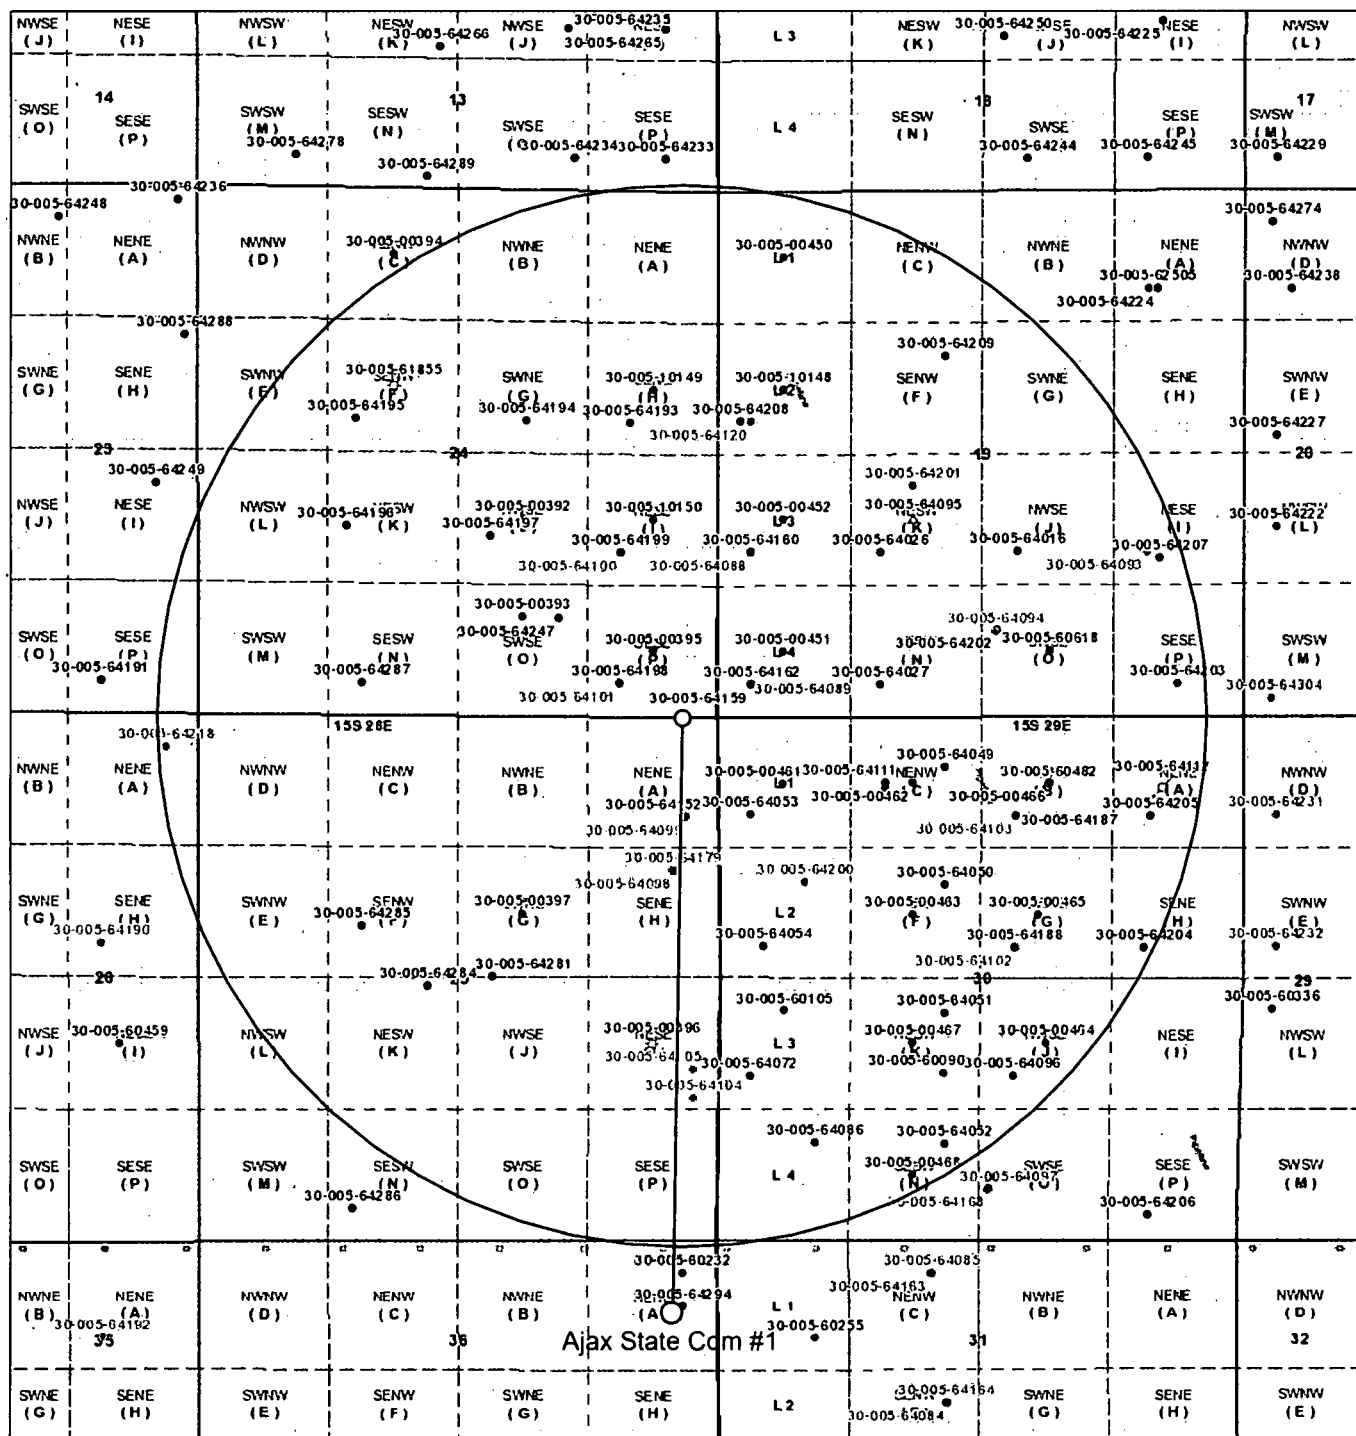 NWSE NESE NWSW NESW NWSE L 3 NESW NESE NWSW
(J) (I) (L) (K) (J) (K) (J) (I) (L)
30-005-64266 30-005-64235 30-005-64265 30-005-64250 30-005-64225
14 13 18 17
SWSE SESE SWSW SESW SWSE SESE L 4 SESW SWSE SESE SWSW
(O) (P) (M) (N) (P) (N) (P) (M)
30-005-64278 30-005-64234 30-005-64233 30-005-64244 30-005-64245 30-005-64229
30-005-64289
30-005-64236
30-005-64248 30-005-64274
NWNE NENE NWNW 30-005-00394 NWNE NENE 30-005-00450 NENW NWNE NENE NWNW
(B) (A) (D) (C) (B) (A) L 1 (C) (B) (A) (D)
30-005-62505 30-005-64238
30-005-64224
30-005-64288
30-005-64209
SWNE SENE SWNW 30-005-61855 SWNE 30-005-10149 30-005-10148 SENW SWNE SENE SWNW
(G) (H) (E) (F) (G) (H) L 2 (F) (G) (H) (E)
30-005-64195 30-005-64194 30-005-64193 30-005-64208 30-005-64227
30-005-64120
23 24 19 20
30-005-64249 30-005-64201
NWSE NESE NWSW NESW 30-005-00392 30-005-10150 30-005-00452 30-005-64095 NWSE NESE NWSW
(J) (I) (L) (K) (I) L 3 (K) (J) (I) (L)
30-005-64197 30-005-64222
30-005-64199 30-005-64160 30-005-64026 30-005-64016 30-005-64207
30-005-64100 30-005-64088 30-005-64093
30-005-00393 30-005-64094
30-005-64247 30-005-00395 30-005-00451 30-005-64202 30-005-60618
SWSE SESE SWSW SESW SWSE L 4 SESE SWSW
(O) (P) (M) (N) (O) (P) (N) (O) (P) (M)
30-005-64191 30-005-64287 30-005-64198 30-005-64162 30-005-64027 30-005-64203 30-005-64304
30-005-64101 30-005-64159 30-005-64089
15S 28E 15S 29E
30-005-64218 30-005-64049
NWNE NENE NWNW NENW NWNE NENE 30-005-00461 30-005-64111 NENW 30-005-60482 NENE NWNW
(B) (A) (D) (C) (B) (A) L 1 (C) (A) (D)
30-005-64152 30-005-64053 30-005-00462 30-005-00466 30-005-64205 30-005-64231
30-005-64099 30-005-64103 30-005-64187
30-005-64179 30-005-64200 30-005-64050
30-005-64098
SWNE SENE SWNW SENW 30-005-00397 SENE L 2 30-005-00463 30-005-00465 SENE SWNW
(G) (H) (E) (F) (G) (H) (F) (G) (H) (E)
30-005-64190 30-005-64285 30-005-64054 30-005-64188 30-005-64204 30-005-64232
30-005-64102
30-005-64284 30-005-64281
30 29
30-005-60105 30-005-64051 30-005-60336
NWSE 30-005-60459 NWSW NESW NWSE 30-005-00396 L 3 30-005-00467 30-005-00464 NESE NWSW
(J) (I) (L) (K) (J) (K) (J) (I) (L)
30-005-64072 30-005-60090 30-005-64096
30-005-64104
30-005-64086 30-005-64052
SWSE SESE SWSW SESW SWSE SESE L 4 30-005-00468 SWSE SESE SWSW
(O) (P) (M) (N) (O) (P) (N) (O) (P) (M)
30-005-64286 30-005-64097 30-005-64206
30-005-60232 30-005-64085
30-005-64163
NWNE NENE NWNW NENW NWNE 30-005-64294 L 1 NENW NWNE NENE NWNW
(B) (A) (D) (C) (B) (A) (C) (B) (A) (D)
30-005-64192 30-005-60255
35 36 31 32
Ajax State Com #1
SWNE SENE SWNW SENW SWNE SENE L 2 30-005-64164 SWNE SENE SWNW
(G) (H) (E) (F) (G) (H) 30-005-64084 (G) (H) (E)